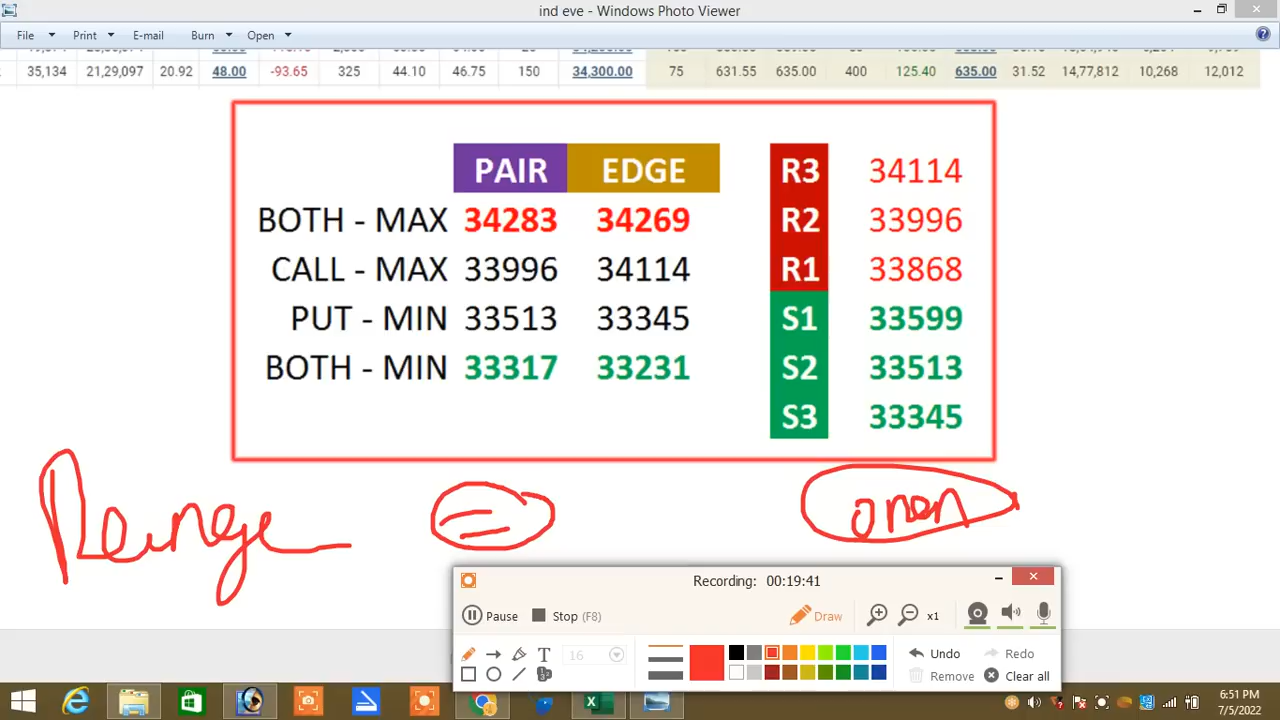 ind eve - Windows Photo Viewer
File Print E-mail Burn Open
35,134 21,29,097 20.92 48.00 -93.65 325 44.10 46.75 150 34,300.00 75 631.55 635.00 400 125.40 635.00 31.52 14,77,812 10,268 12,012
PAIR EDGE R3 34114
BOTH - MAX 34283 34269 R2 33996
CALL - MAX 33996 34114 R1 33868
PUT - MIN 33513 33345 S1 33599
BOTH - MIN 33317 33231 S2 33513
S3 33345
Range = open
Recording: 00:19:41
Pause Stop (F8) Draw x1
T 16 Undo Redo
Remove Clear all
6:51 PM
7/5/2022